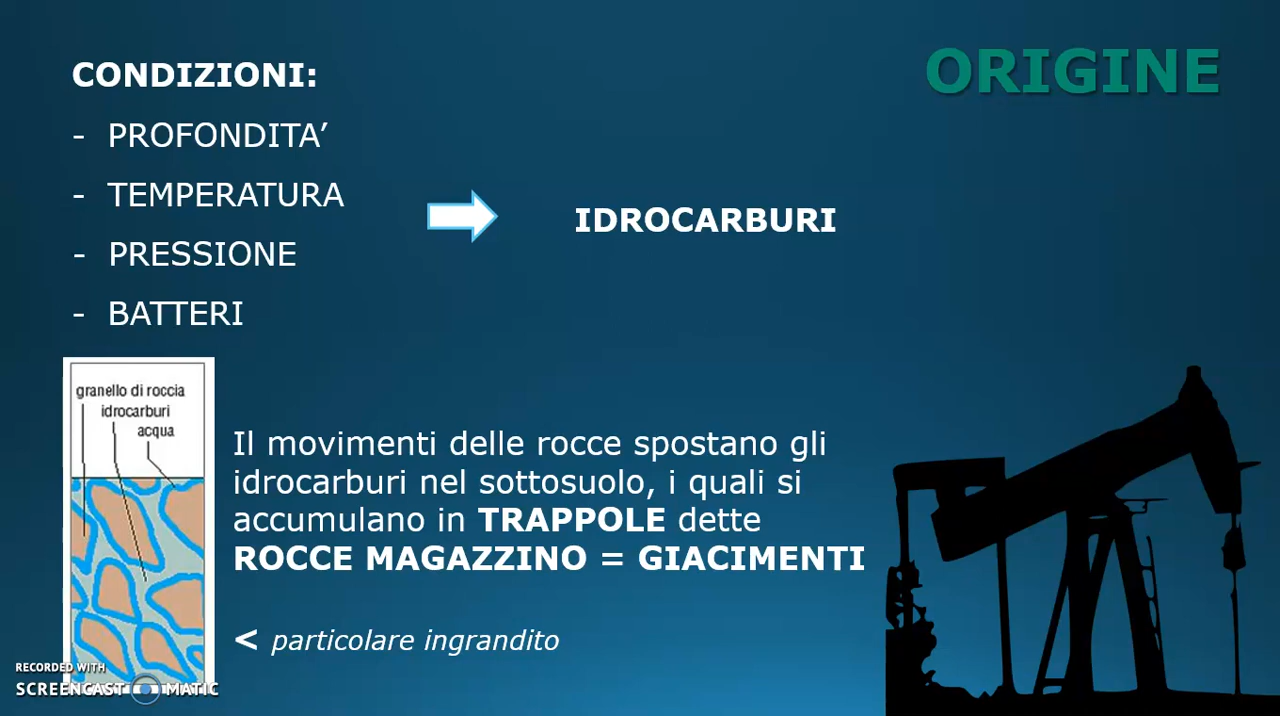 ORIGINE
CONDIZIONI:
- PROFONDITA’
- TEMPERATURA
- PRESSIONE
- BATTERI
IDROCARBURI
granello di roccia
idrocarburi
acqua
Il movimenti delle rocce spostano gli
idrocarburi nel sottosuolo, i quali si
accumulano in TRAPPOLE dette
ROCCE MAGAZZINO = GIACIMENTI
< particolare ingrandito
RECORDED WITH
SCREENCAST MATIC